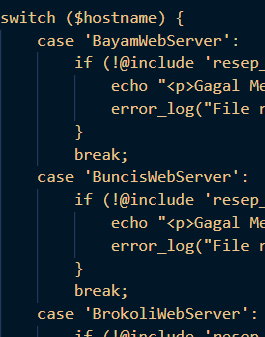 switch ($hostname) {
case 'BayamWebServer':
if (!@include 'resep_
echo "<p>Gagal Me
error_log("File r
}
break;
case 'BuncisWebServer':
if (!@include 'resep_
echo "<p>Gagal Me
error_log("File r
}
break;
case 'BrokoliWebServer':
if (!@include 'resep